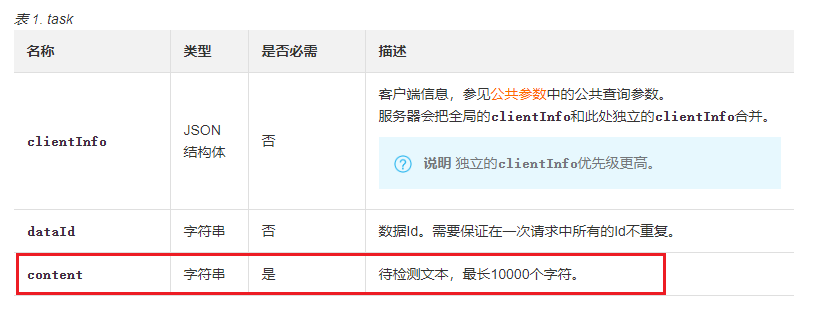 表 1. task
名称 类型 是否必需 描述
clientInfo JSON 结构体 否 客户端信息，参见公共参数中的公共查询参数。
服务器会把全局的clientInfo和此处独立的clientInfo合并。
说明 独立的clientInfo优先级更高。
dataId 字符串 否 数据Id。需要保证在一次请求中所有的Id不重复。
content 字符串 是 待检测文本，最长10000个字符。